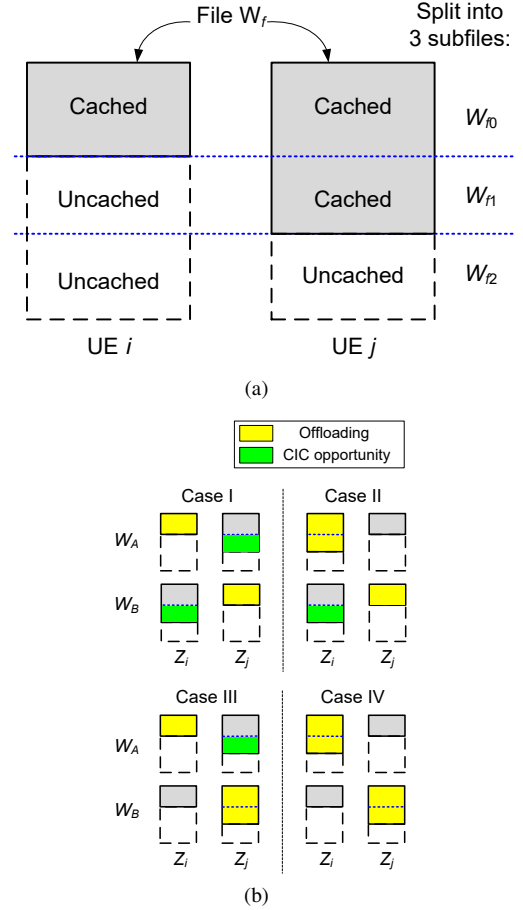 File W_f
Split into
3 subfiles:
Cached
Cached
W_f0
Uncached
Cached
W_f1
Uncached
Uncached
W_f2
UE i
UE j
(a)
Offloading
CIC opportunity
Case I
Case II
W_A
W_B
Z_i
Z_j
Z_i
Z_j
Case III
Case IV
W_A
W_B
Z_i
Z_j
Z_i
Z_j
(b)